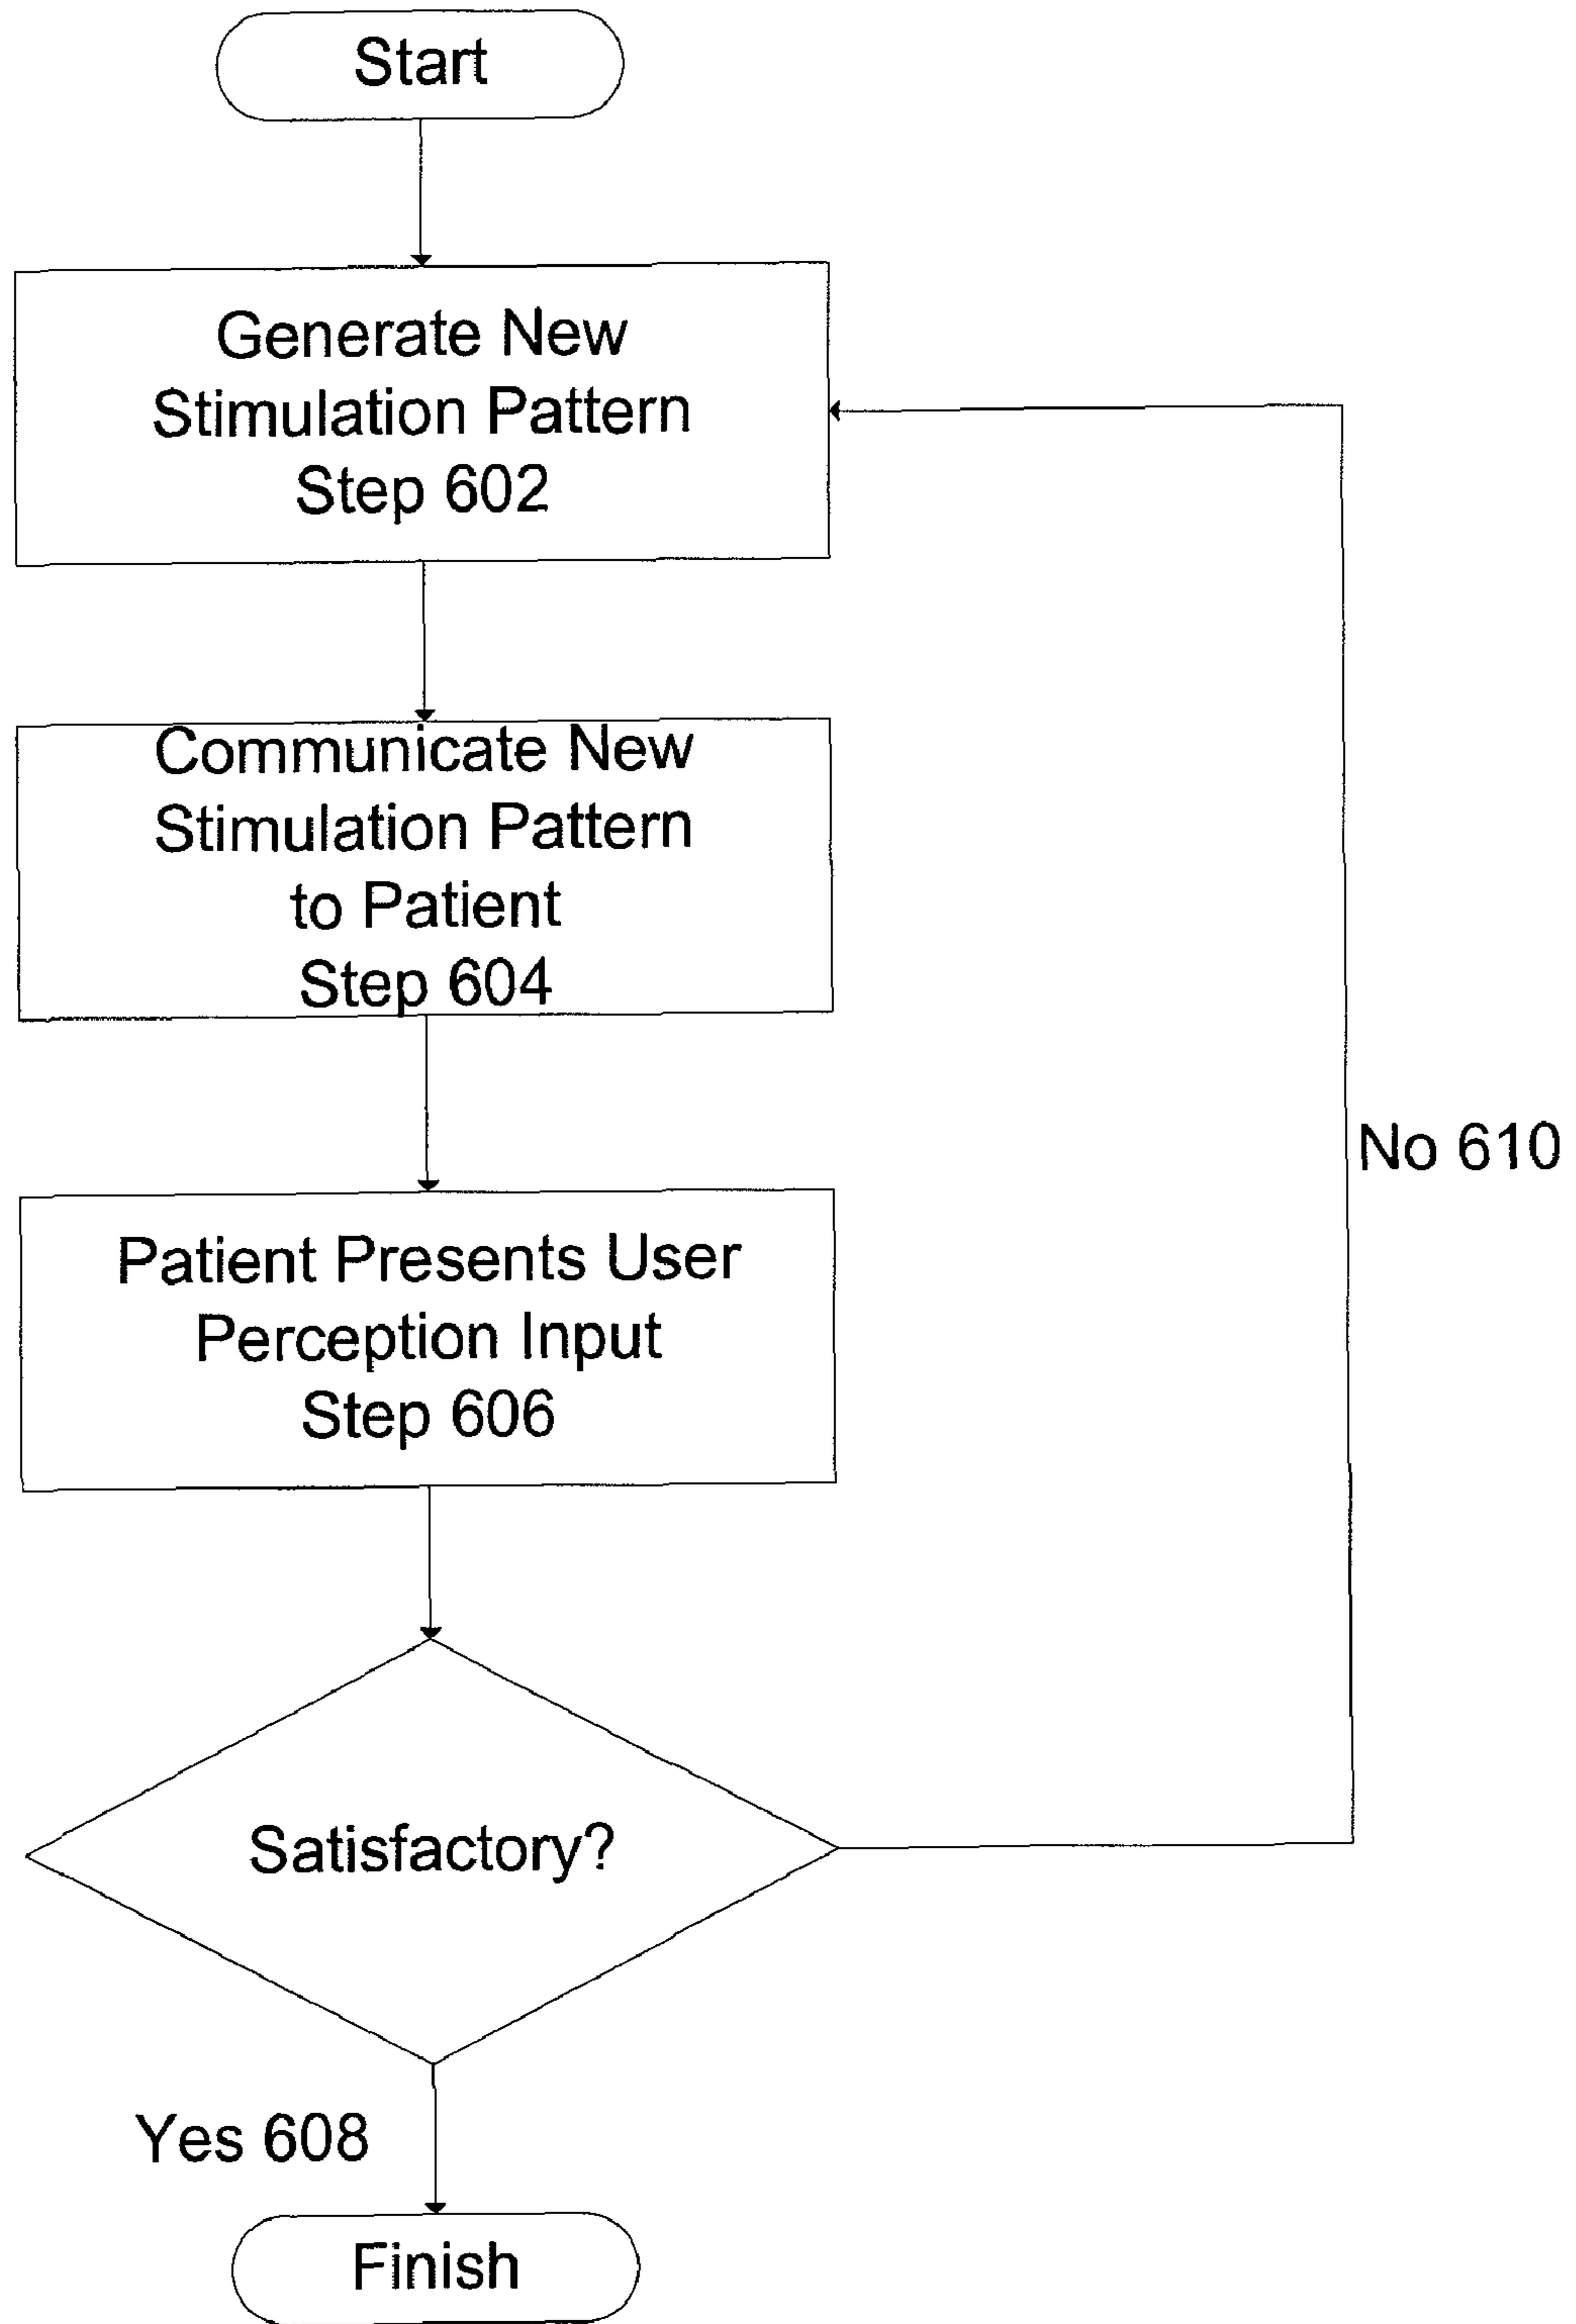 Start
Generate New
Stimulation Pattern
Step 602
Communicate New
Stimulation Pattern
to Patient
Step 604
No 610
Patient Presents User
Perception Input
Step 606
Satisfactory?
Yes 608
Finish